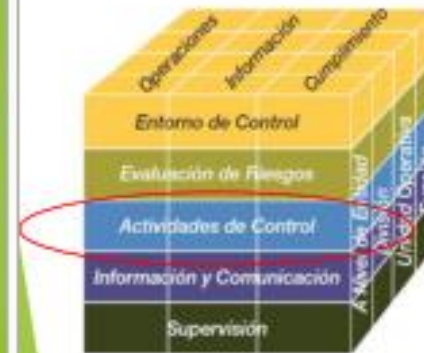 Operaciones
Información
Cumplimiento
Entorno de Control
Evaluación de Riesgos
Actividades de Control
Información y Comunicación
Supervisión
A Nivel de Entidad
División
Unidad Operativa